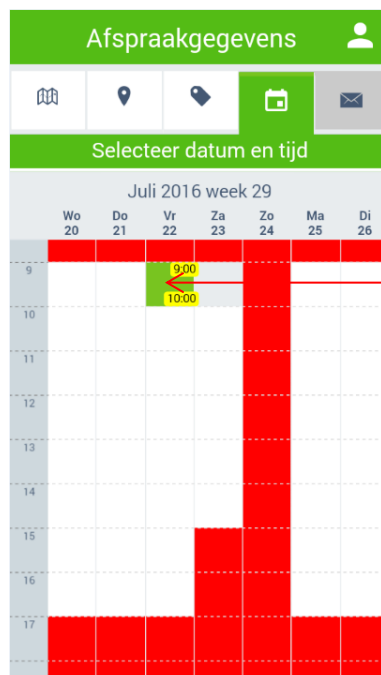 Afspraakgegevens
Selecteer datum en tijd
Juli 2016 week 29
Wo Do Vr Za Zo Ma Di
20 21 22 23 24 25 26
9 9:00
10:00
10
11
12
13
14
15
16
17